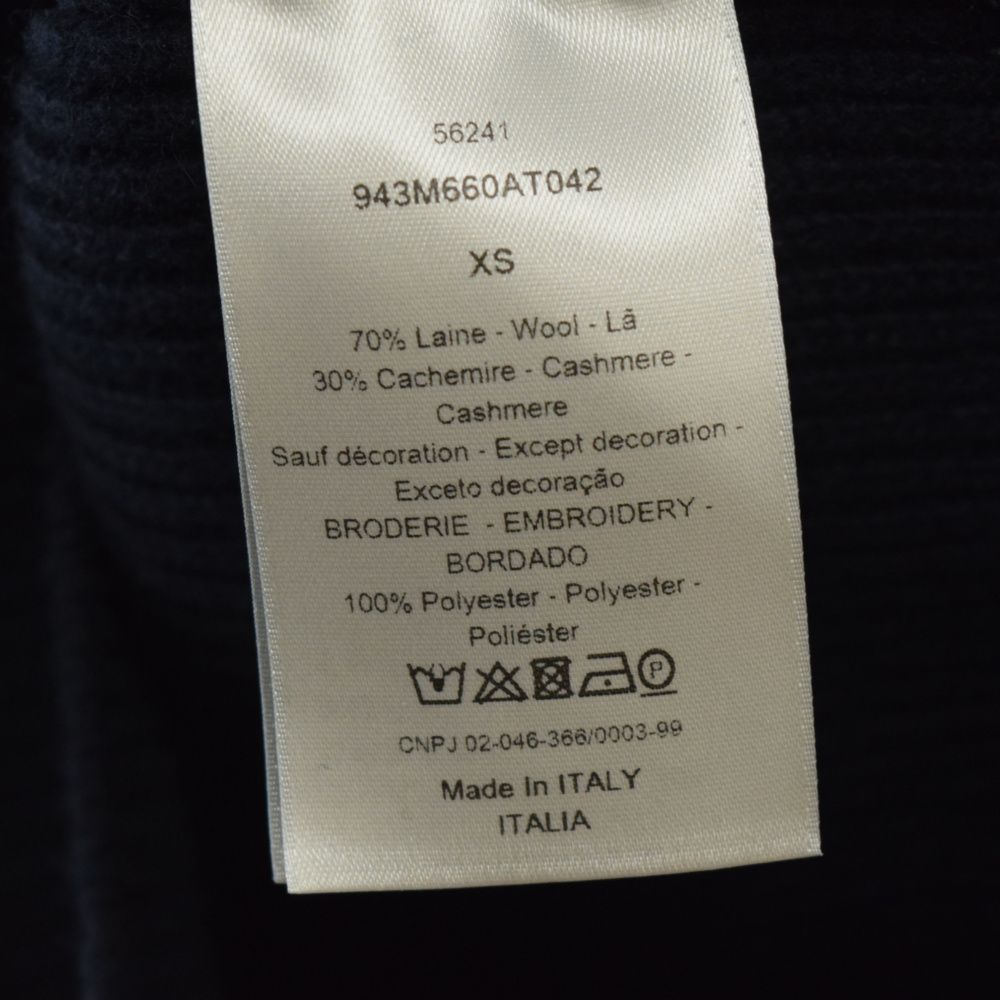 56241
943M660AT042
XS
70% Laine - Wool - Lã
30% Cachemire - Cashmere -
Cashmere
Sauf décoration - Except decoration -
Exceto decoração
BRODERIE - EMBROIDERY -
BORDADO
100% Polyester - Polyester -
Poliéster
P
CNPJ 02-046-366/0003-99
Made In ITALY
ITALIA